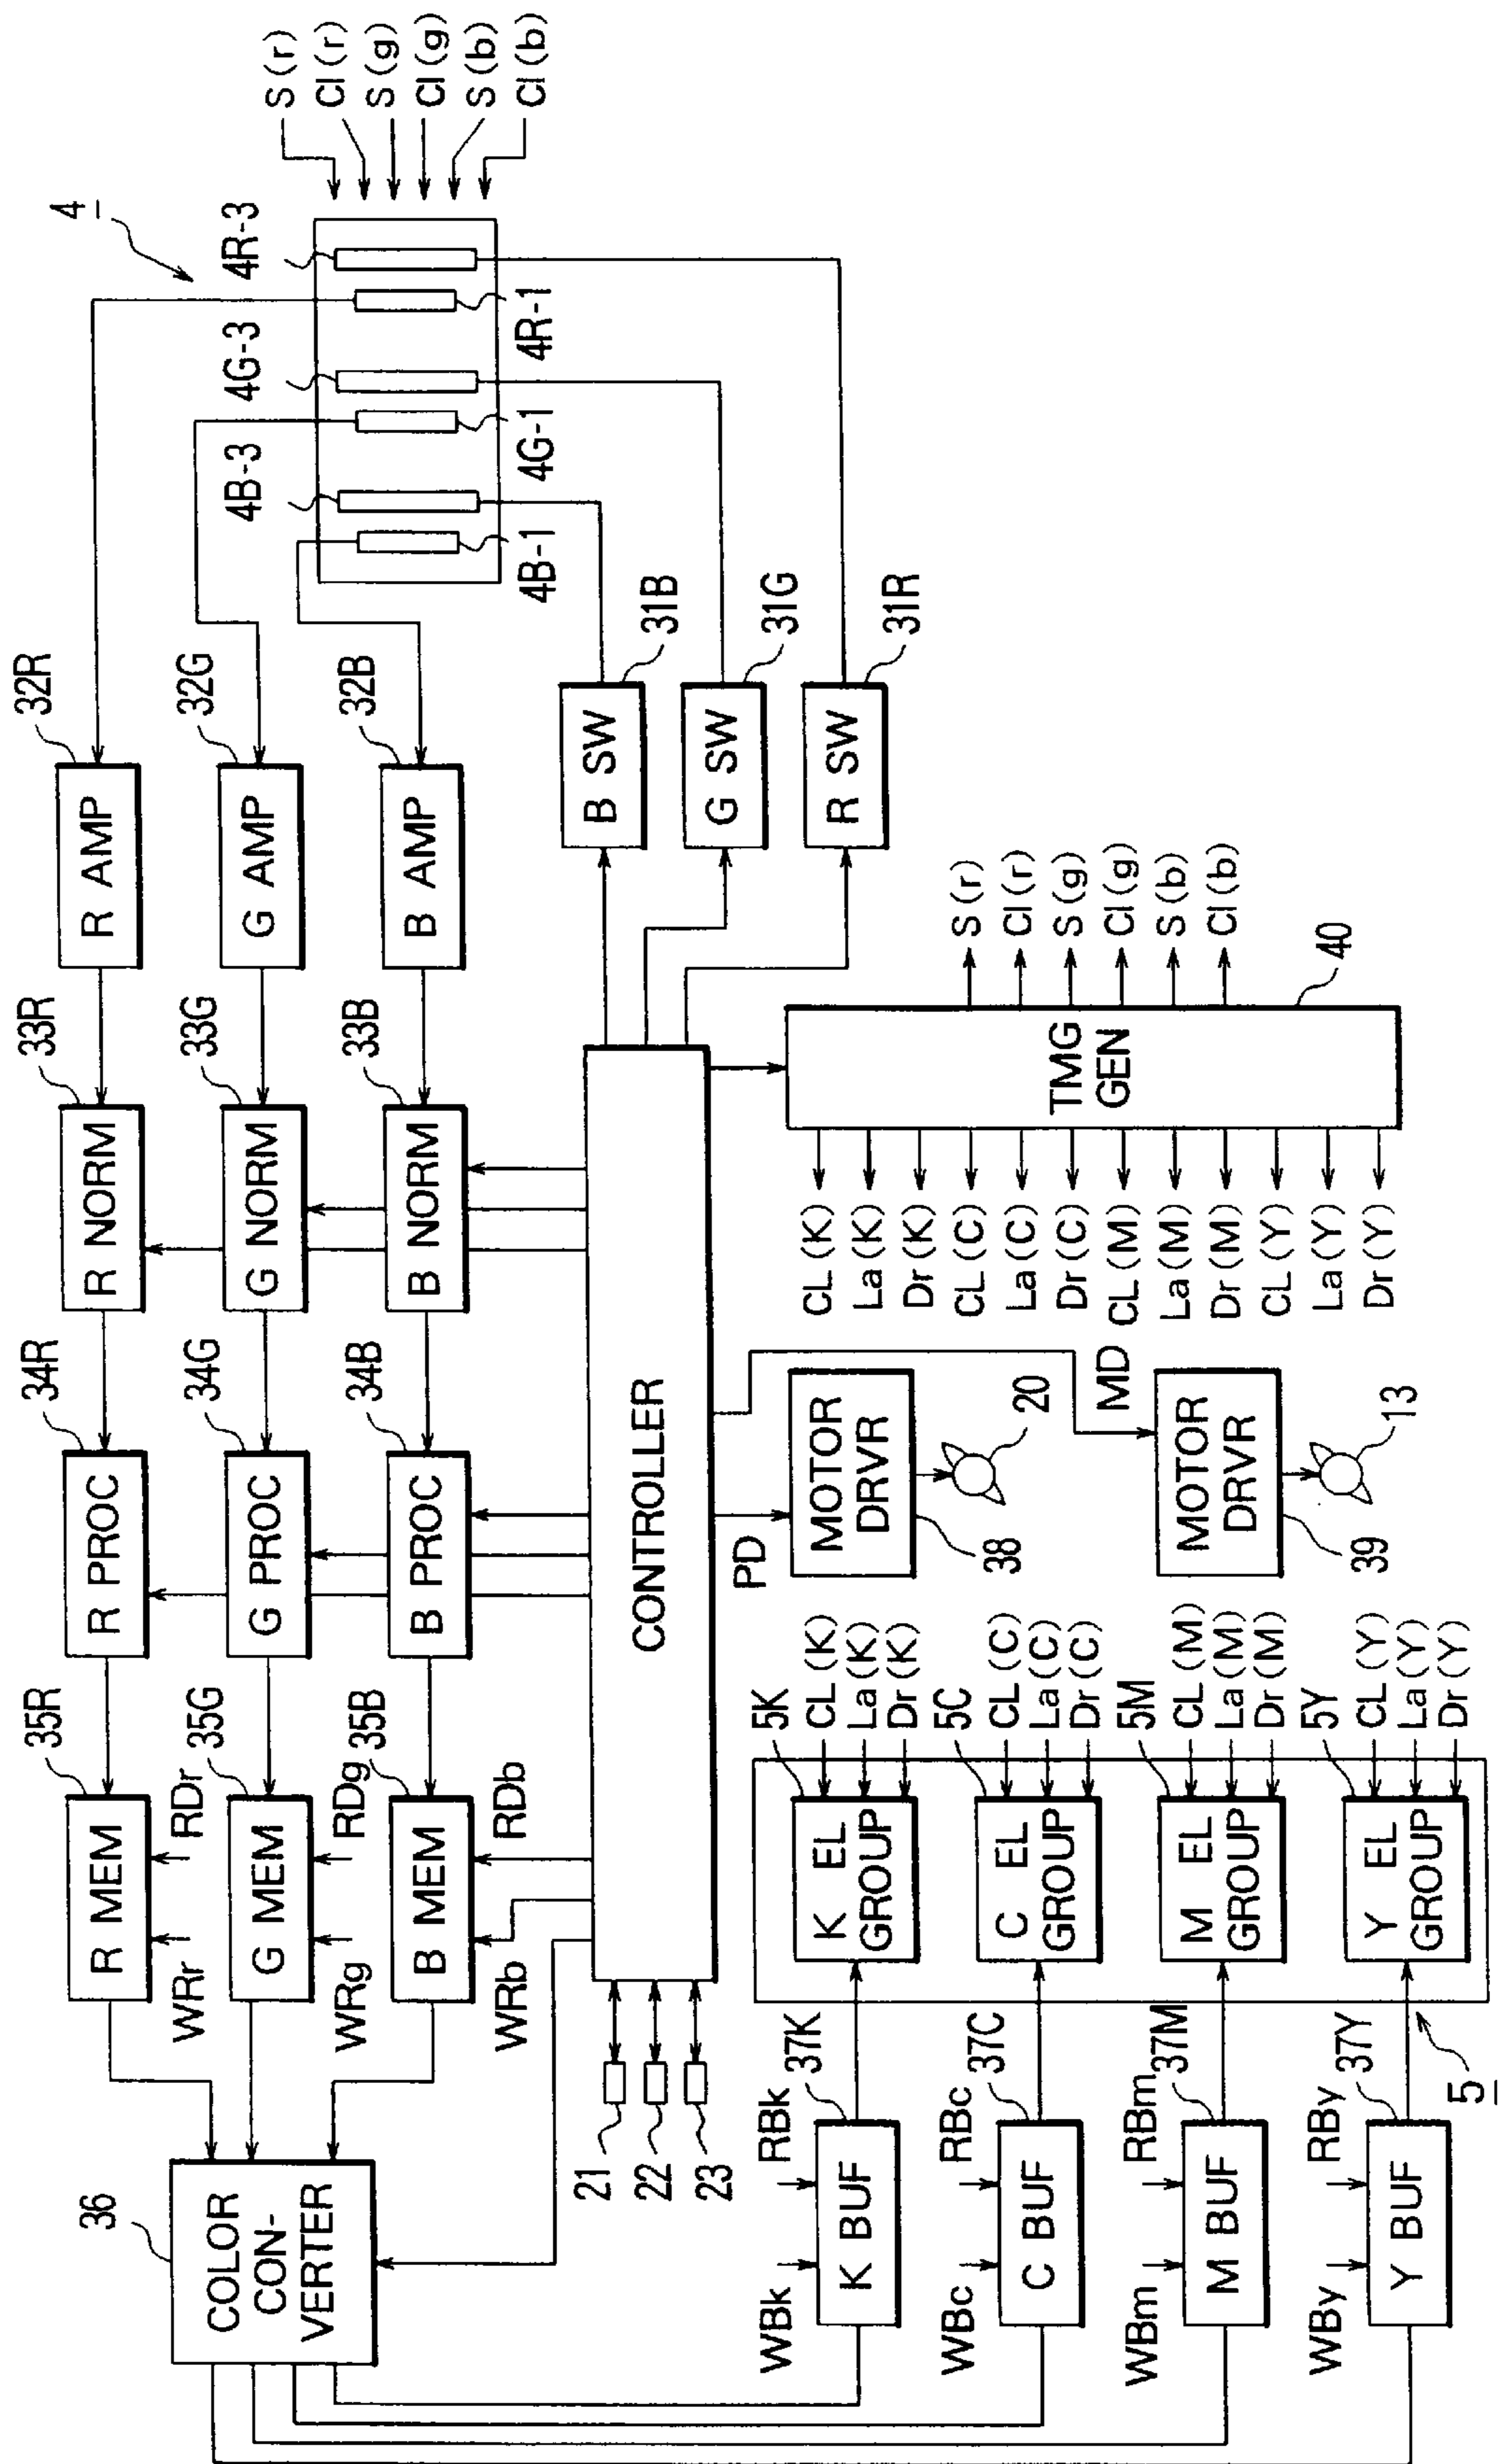 36
COLOR
CON-
VERTER
35R
R MEM
WRr
RDr
34R
R PROC
33R
R NORM
32R
R AMP
35G
G MEM
WRg
RDg
34G
G PROC
33G
G NORM
32G
G AMP
35B
B MEM
WRb
RDb
34B
B PROC
33B
B NORM
32B
B AMP
4
4B-3
4G-3
4R-3
4B-1
4G-1
4R-1
S(r)
Cl(r)
S(g)
Cl(g)
S(b)
Cl(b)
21
22
23
CONTROLLER
B SW
31B
G SW
31G
R SW
31R
PD
MOTOR
DRVR
38
20
MD
MOTOR
DRVR
39
13
TMG
GEN
40
S(r)
Cl(r)
S(g)
Cl(g)
S(b)
Cl(b)
CL(K)
La(K)
Dr(K)
CL(C)
La(C)
Dr(C)
CL(M)
La(M)
Dr(M)
CL(Y)
La(Y)
Dr(Y)
WBk
RBk
37K
K BUF
5K
K EL
GROUP
CL(K)
La(K)
Dr(K)
WBc
RBc
37C
C BUF
5C
C EL
GROUP
CL(C)
La(C)
Dr(C)
WBm
RBm
37M
M BUF
5M
M EL
GROUP
CL(M)
La(M)
Dr(M)
WBy
RBy
37Y
Y BUF
5Y
Y EL
GROUP
CL(Y)
La(Y)
Dr(Y)
5